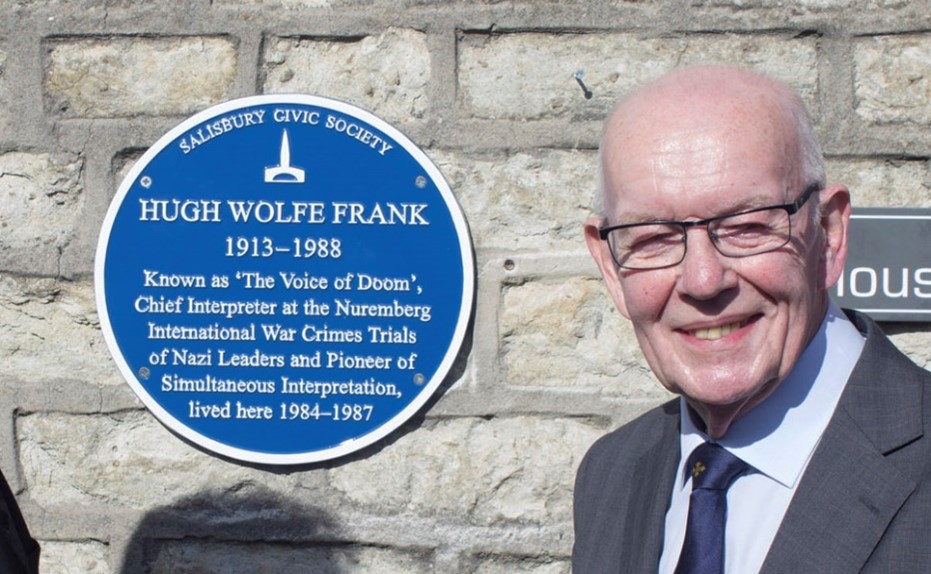 SALISBURY CIVIC SOCIETY
HUGH WOLFE FRANK
1913–1988
Known as ‘The Voice of Doom’,
Chief Interpreter at the Nuremberg
International War Crimes Trials
of Nazi Leaders and Pioneer of
Simultaneous Interpretation,
lived here 1984–1987